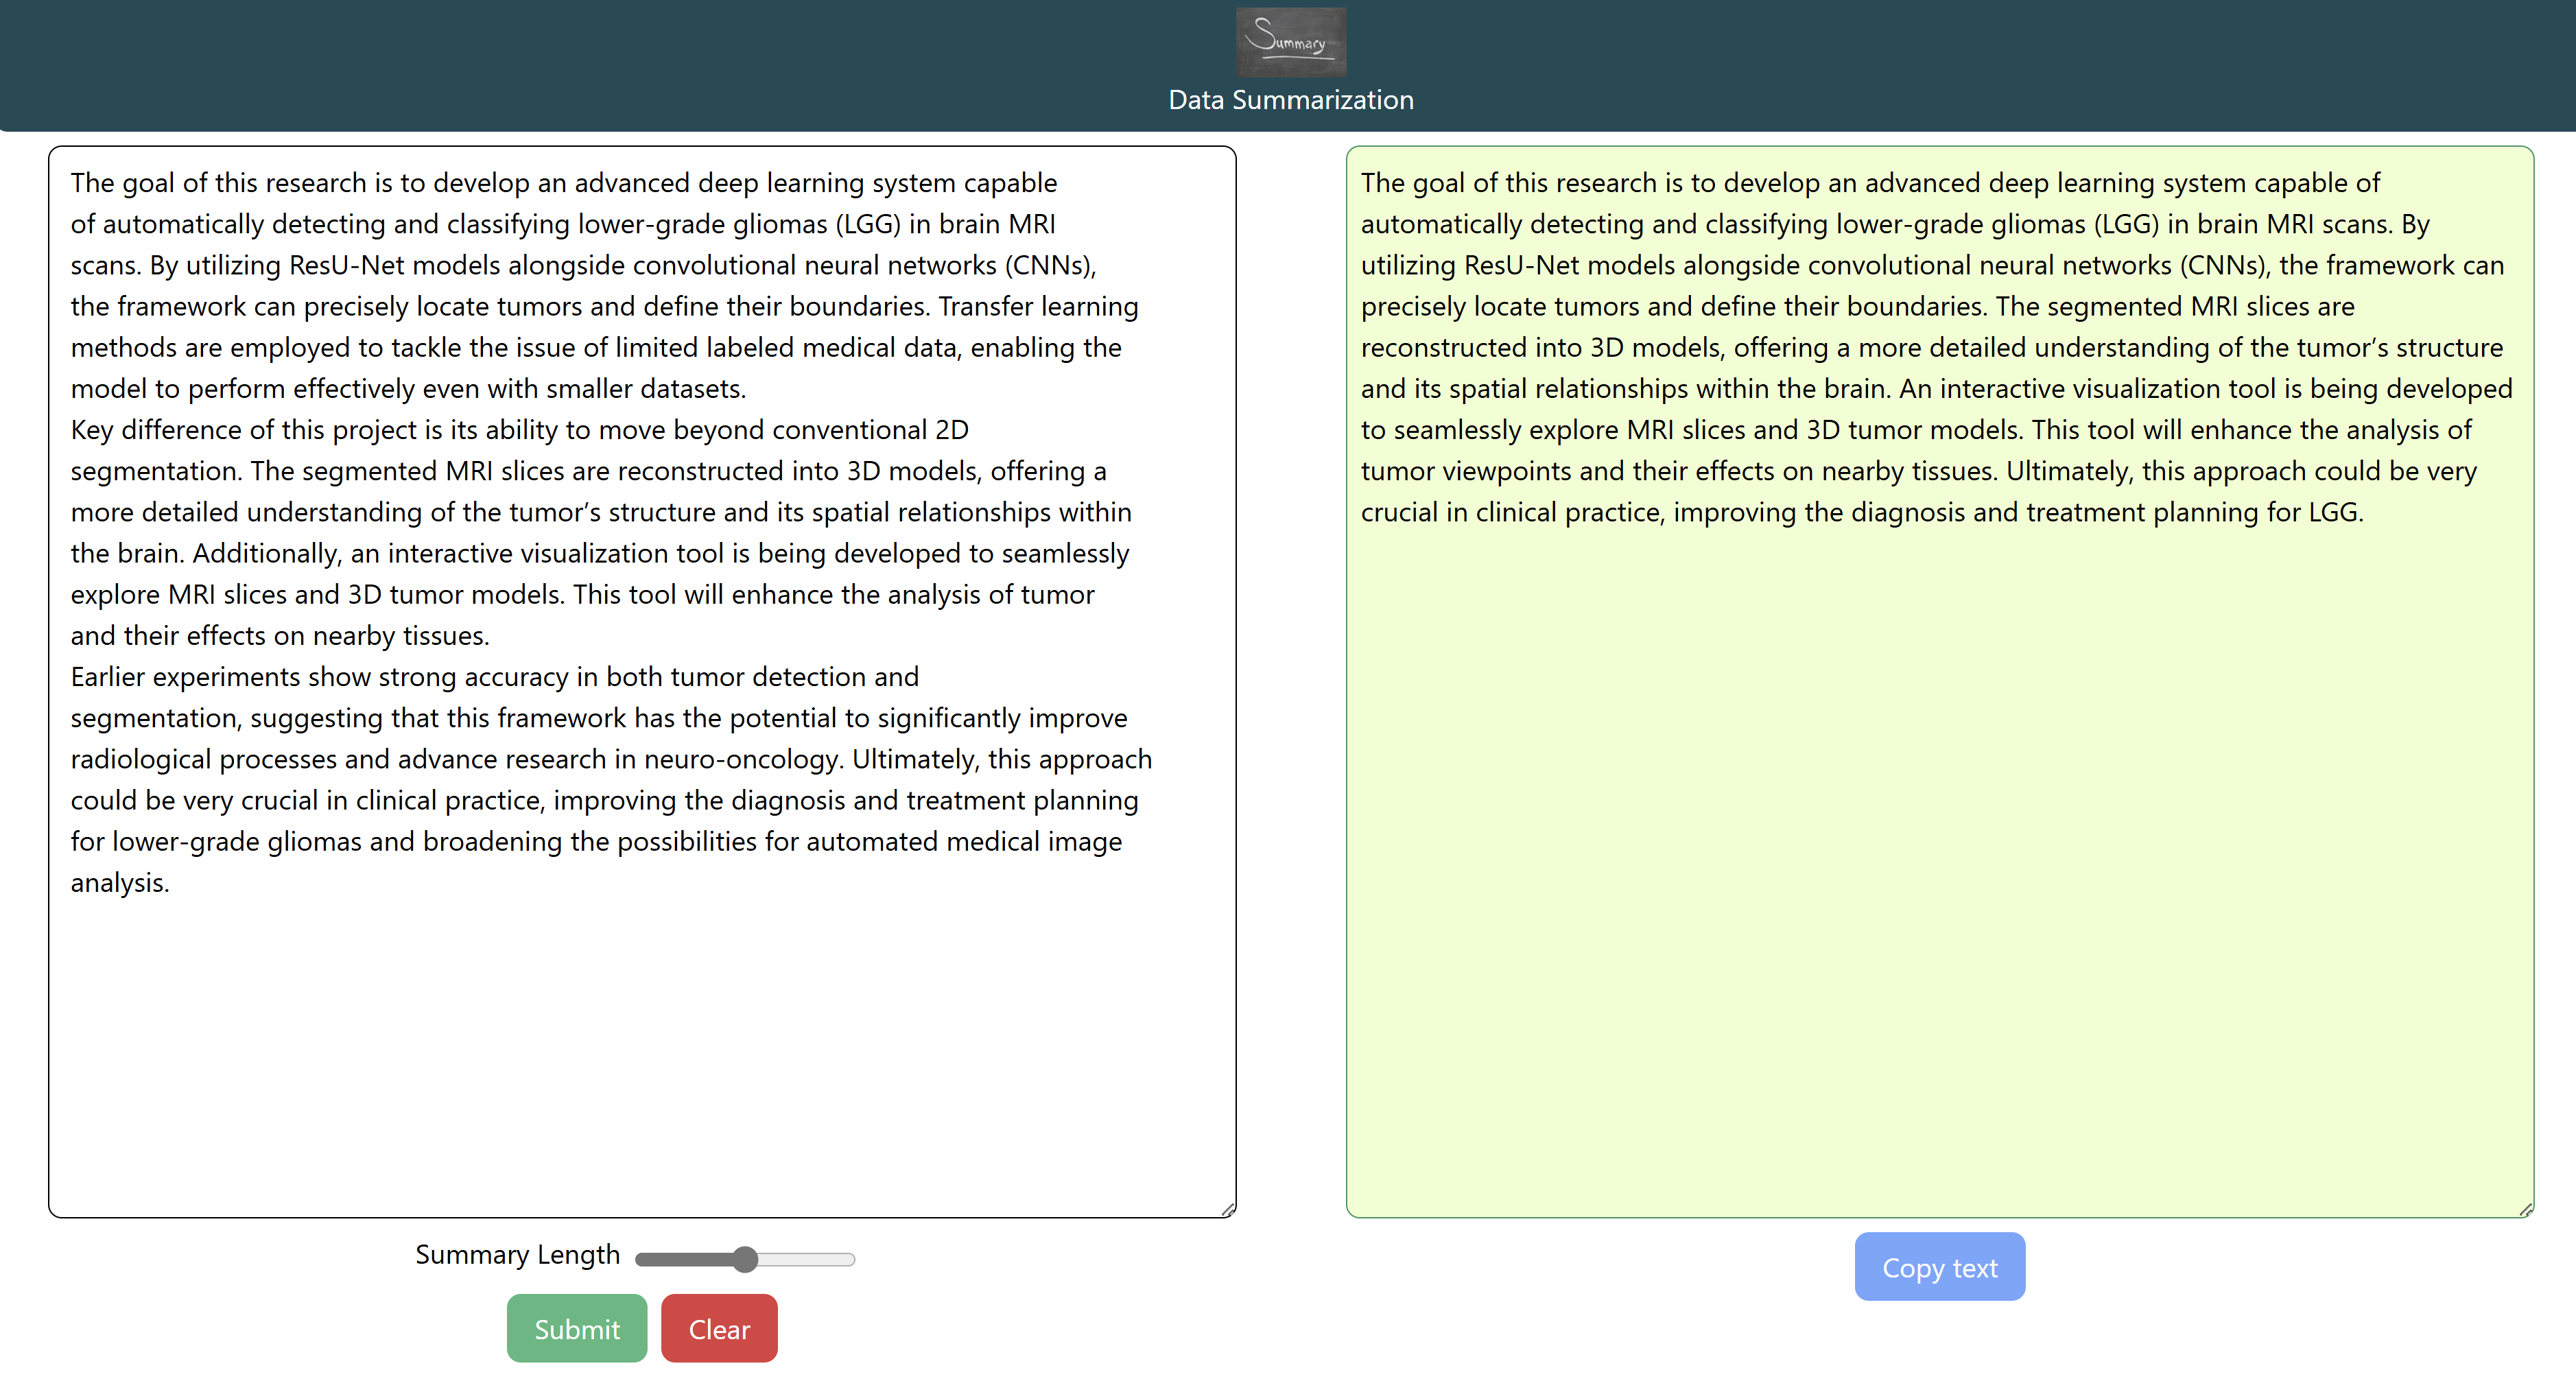 Summary
Data Summarization
The goal of this research is to develop an advanced deep learning system capable
of automatically detecting and classifying lower-grade gliomas (LGG) in brain MRI
scans. By utilizing ResU-Net models alongside convolutional neural networks (CNNs),
the framework can precisely locate tumors and define their boundaries. Transfer learning
methods are employed to tackle the issue of limited labeled medical data, enabling the
model to perform effectively even with smaller datasets.
Key difference of this project is its ability to move beyond conventional 2D
segmentation. The segmented MRI slices are reconstructed into 3D models, offering a
more detailed understanding of the tumor’s structure and its spatial relationships within
the brain. Additionally, an interactive visualization tool is being developed to seamlessly
explore MRI slices and 3D tumor models. This tool will enhance the analysis of tumor
and their effects on nearby tissues.
Earlier experiments show strong accuracy in both tumor detection and
segmentation, suggesting that this framework has the potential to significantly improve
radiological processes and advance research in neuro-oncology. Ultimately, this approach
could be very crucial in clinical practice, improving the diagnosis and treatment planning
for lower-grade gliomas and broadening the possibilities for automated medical image
analysis.
Summary Length
Submit
Clear
The goal of this research is to develop an advanced deep learning system capable of
automatically detecting and classifying lower-grade gliomas (LGG) in brain MRI scans. By
utilizing ResU-Net models alongside convolutional neural networks (CNNs), the framework can
precisely locate tumors and define their boundaries. The segmented MRI slices are
reconstructed into 3D models, offering a more detailed understanding of the tumor’s structure
and its spatial relationships within the brain. An interactive visualization tool is being developed
to seamlessly explore MRI slices and 3D tumor models. This tool will enhance the analysis of
tumor viewpoints and their effects on nearby tissues. Ultimately, this approach could be very
crucial in clinical practice, improving the diagnosis and treatment planning for LGG.
Copy text